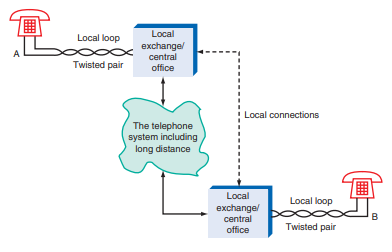 Local loop
A
Twisted pair
Local
exchange/
central
office
Local connections
The telephone
system including
long distance
Local
exchange/
central
office
Local loop
B
Twisted pair